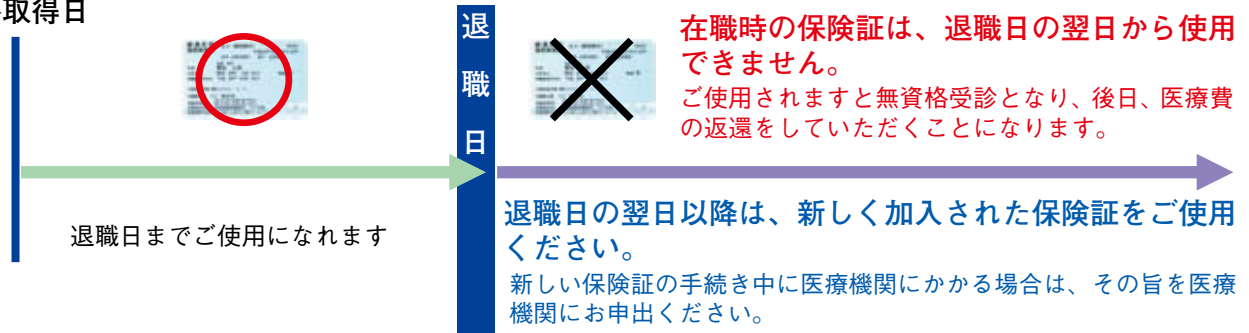 取得日
退職日
在職時の保険証は、退職日の翌日から使用
できません。
ご使用されますと無資格受診となり、後日、医療費
の返還をしていただくことになります。
退職日までご使用になれます
退職日の翌日以降は、新しく加入された保険証をご使用
ください。
新しい保険証の手続き中に医療機関にかかる場合は、その旨を医療
機関にお申出ください。